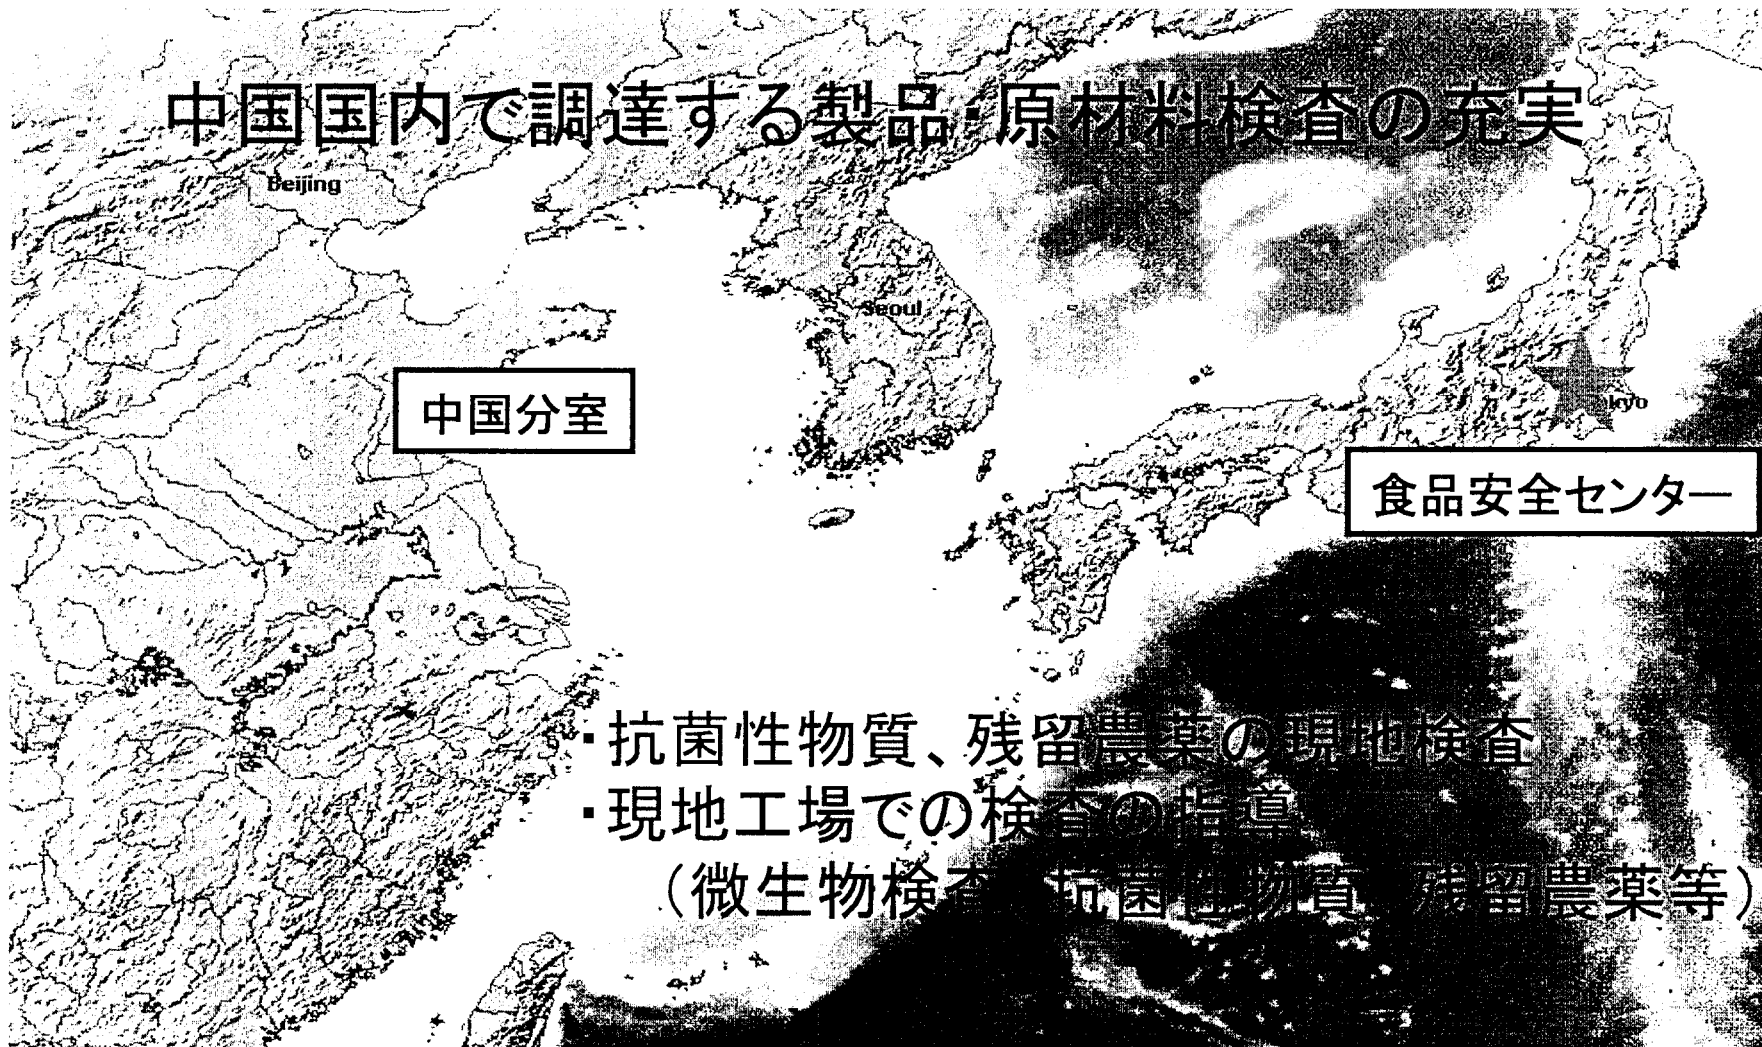 中国国内で調達する製品・原材料検査の充実
Beijing
Seoul
kyo
中国分室
食品安全センター
・抗菌性物質、残留農薬の現地検査
・現地工場での検査の指導
（微生物検査、抗菌性物質、残留農薬等）